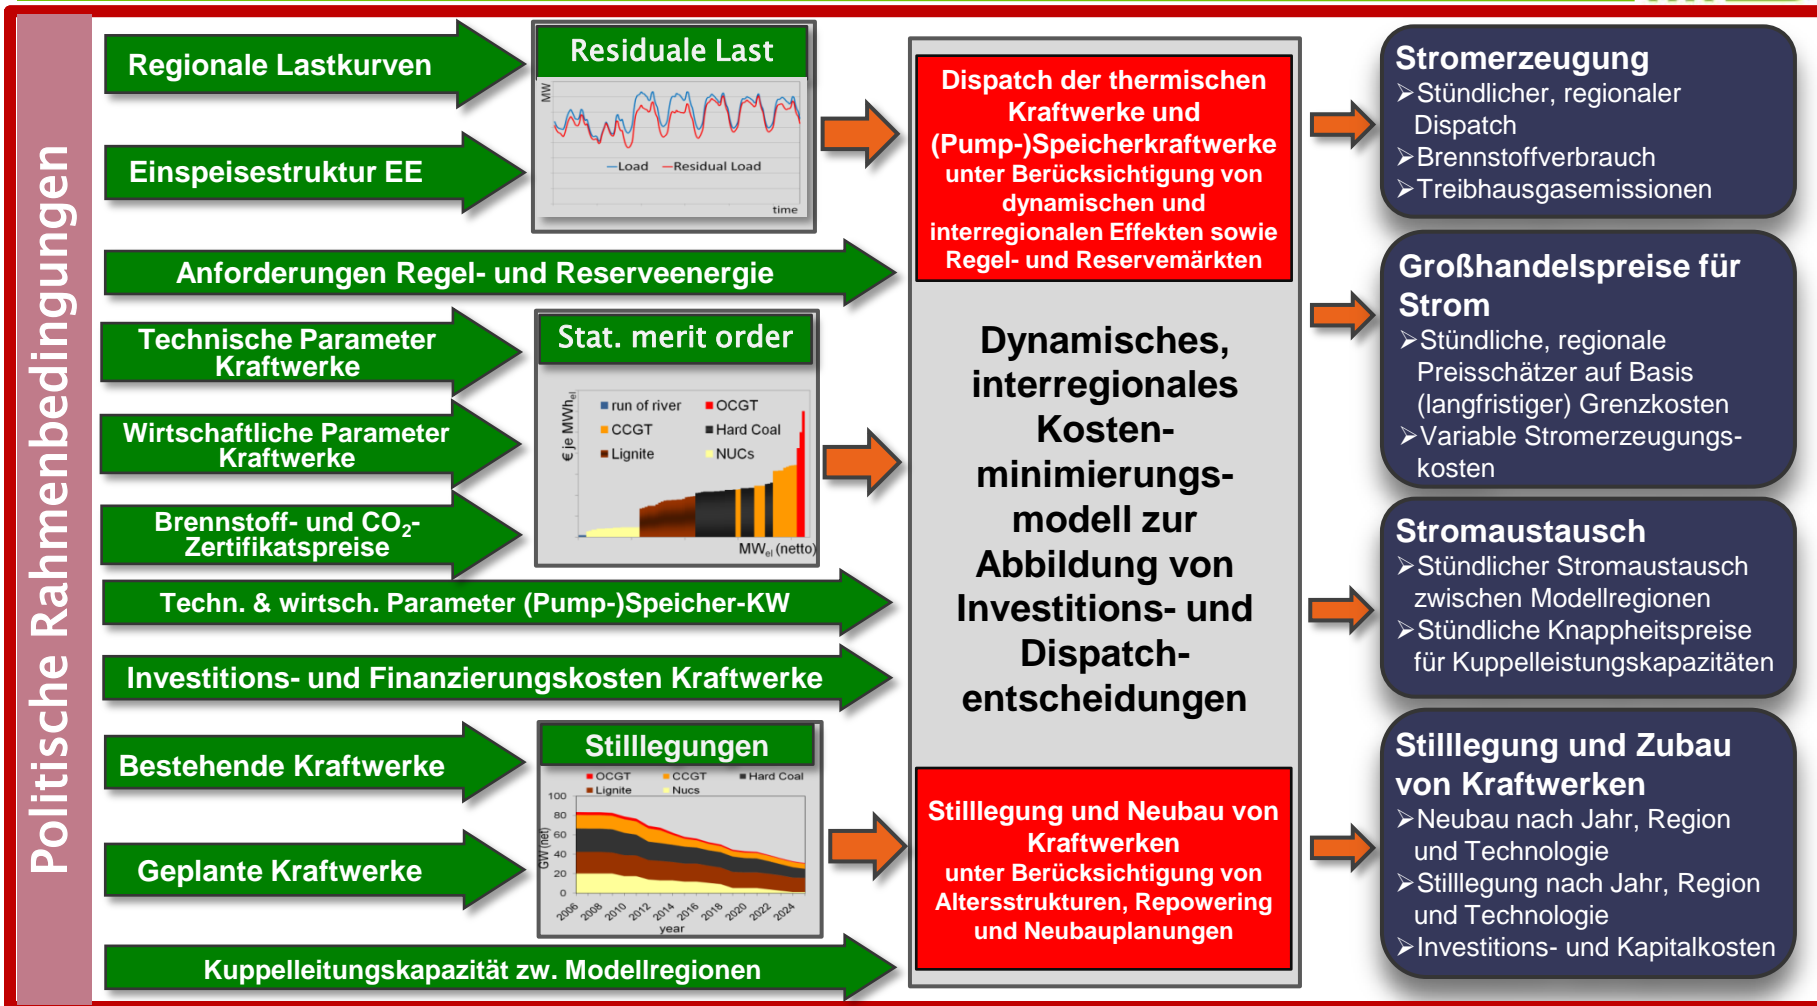 Politische Rahmenbedingungen
Regionale Lastkurven
Einspeisestruktur EE
Residuale Last
MW
Load
Residual Load
time
Anforderungen Regel- und Reserveenergie
Technische Parameter
Kraftwerke
Wirtschaftliche Parameter
Kraftwerke
Brennstoff- und CO₂-
Zertifikatspreise
Stat. merit order
€ je MWhₑₗ
run of river
OCGT
CCGT
Hard Coal
Lignite
NUCs
MWₑₗ (netto)
Techn. & wirtsch. Parameter (Pump-)Speicher-KW
Investitions- und Finanzierungskosten Kraftwerke
Bestehende Kraftwerke
Geplante Kraftwerke
Stilllegungen
OCGT
CCGT
Hard Coal
Lignite
Nucs
GW (net)
100
80
60
40
20
0
2006
2008
2010
2012
2014
2016
2018
2020
2022
2024
year
Kuppelleitungskapazität zw. Modellregionen
Dispatch der thermischen
Kraftwerke und
(Pump-)Speicherkraftwerke
unter Berücksichtigung von
dynamischen und
interregionalen Effekten sowie
Regel- und Reservemärkten
Dynamisches,
interregionales
Kosten-
minimierungs-
modell zur
Abbildung von
Investitions- und
Dispatch-
entscheidungen
Stilllegung und Neubau von
Kraftwerken
unter Berücksichtigung von
Altersstrukturen, Repowering
und Neubauplanungen
Stromerzeugung
➢Stündlicher, regionaler
Dispatch
➢Brennstoffverbrauch
➢Treibhausgasemissionen
Großhandelspreise für
Strom
➢Stündliche, regionale
Preisschätzer auf Basis
(langfristiger) Grenzkosten
➢Variable Stromerzeugungs-
kosten
Stromaustausch
➢Stündlicher Stromaustausch
zwischen Modellregionen
➢Stündliche Knappheitspreise
für Kuppelleistungskapazitäten
Stilllegung und Zubau
von Kraftwerken
➢Neubau nach Jahr, Region
und Technologie
➢Stilllegung nach Jahr, Region
und Technologie
➢Investitions- und Kapitalkosten